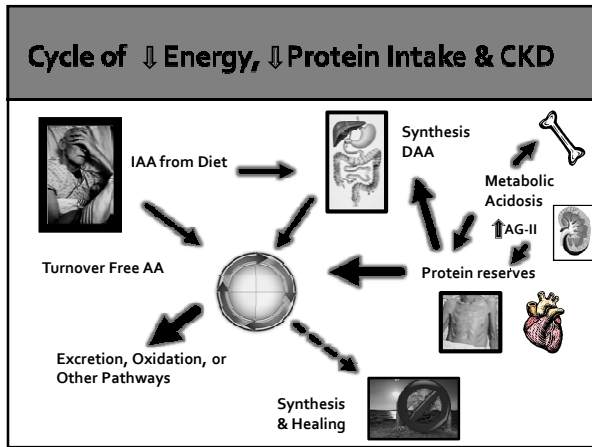 Cycle of ⇩ Energy, ⇩ Protein Intake & CKD
IAA from Diet
Synthesis
DAA
Metabolic
Acidosis
⇧AG-II
Turnover Free AA
Protein reserves
Excretion, Oxidation, or
Other Pathways
Synthesis
& Healing